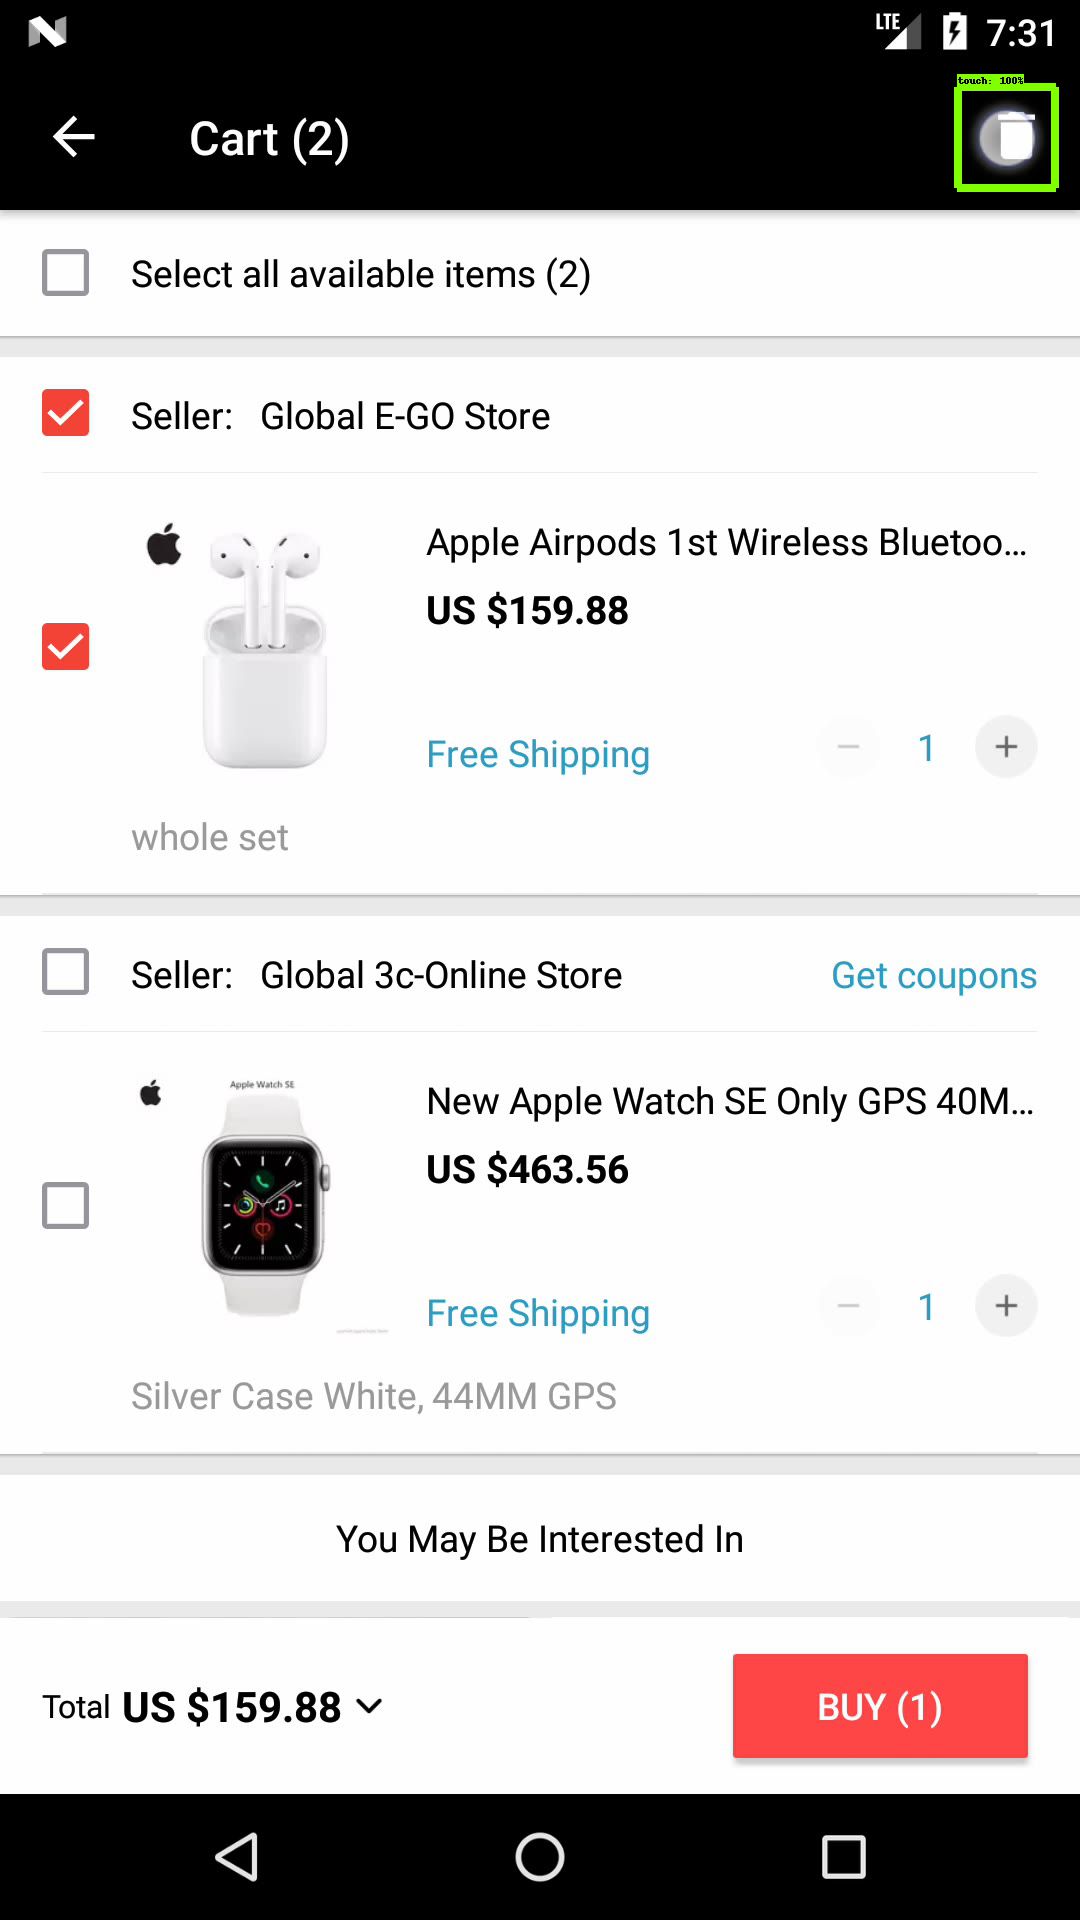 LTE 7:31
touch: 100%
Cart (2)
Select all available items (2)
Seller: Global E-GO Store
Apple Airpods 1st Wireless Bluetoo...
US $159.88
Free Shipping
1
whole set
Seller: Global 3c-Online Store
Get coupons
Apple Watch SE
New Apple Watch SE Only GPS 40M...
US $463.56
Free Shipping
1
Silver Case White, 44MM GPS
You May Be Interested In
Total US $159.88
BUY (1)